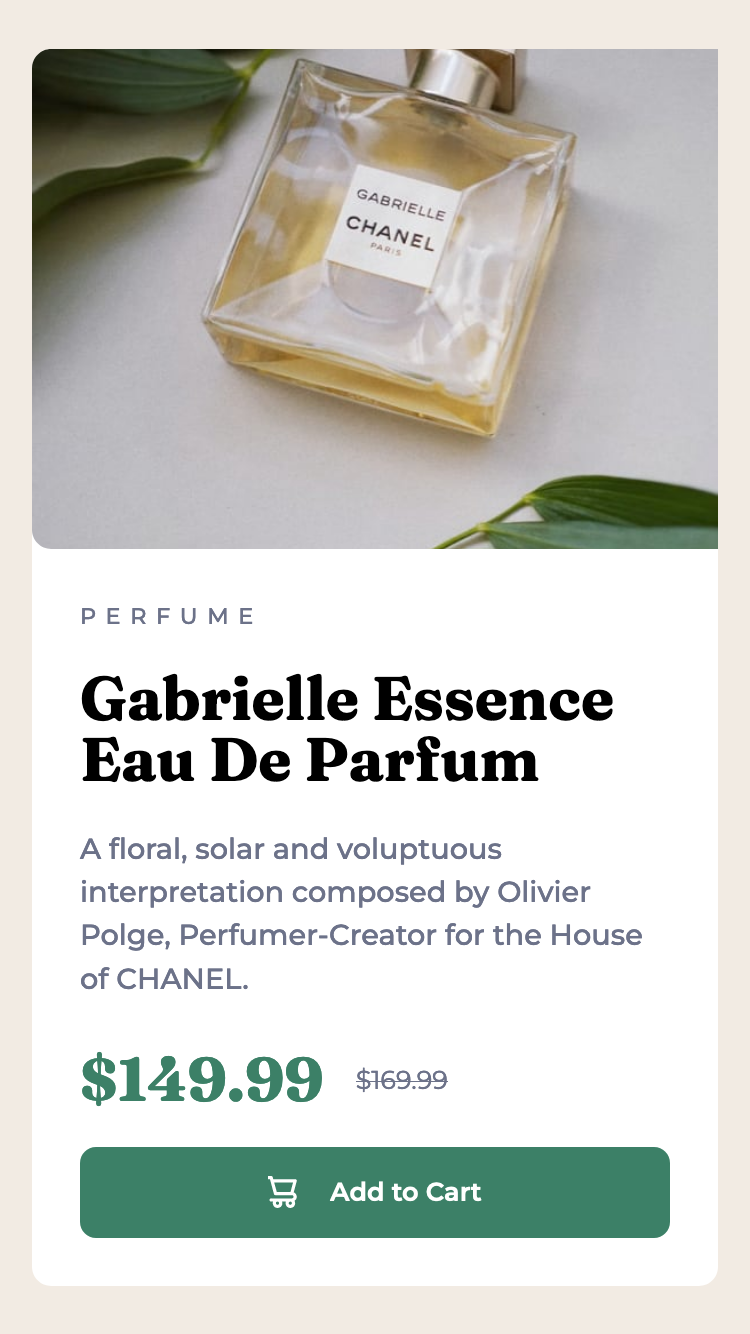 GABRIELLE
CHANEL
PARIS
PERFUME
Gabrielle Essence
Eau De Parfum
A floral, solar and voluptuous
interpretation composed by Olivier
Polge, Perfumer-Creator for the House
of CHANEL.
$149.99 $169.99
Add to Cart